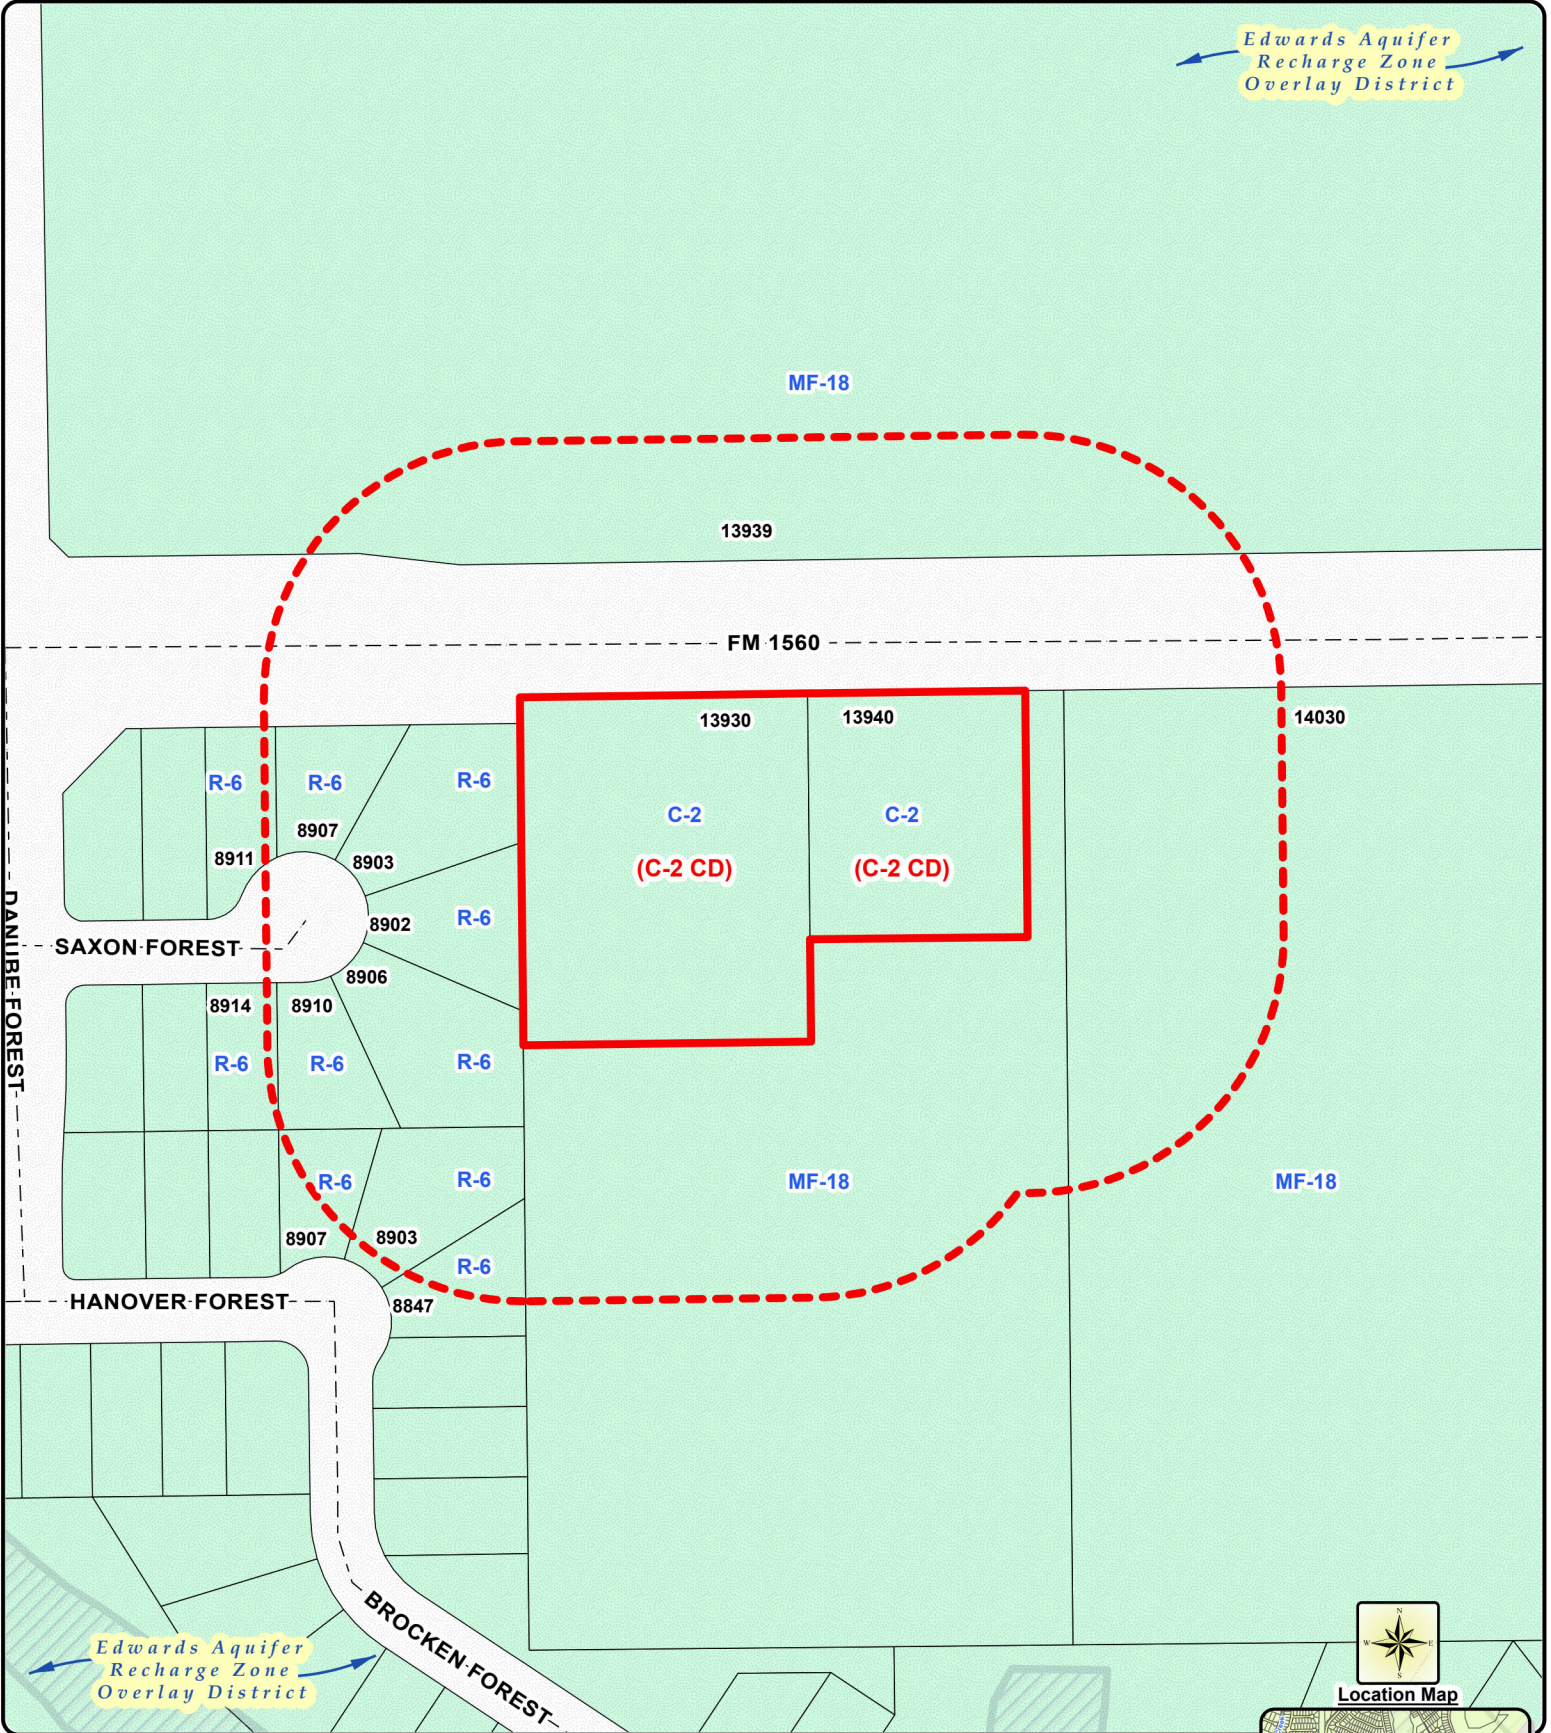 Edwards Aquifer
Recharge Zone
Overlay District
MF-18
13939
FM 1560
13930
13940
14030
R-6
R-6
R-6
C-2
C-2
8907
8911
8903
(C-2 CD)
(C-2 CD)
R-6
8902
DANUBE FOREST
SAXON FOREST
8906
8914
8910
R-6
R-6
R-6
R-6
R-6
MF-18
MF-18
8907
8903
R-6
HANOVER FOREST
8847
BROCKEN FOREST
Edwards Aquifer
Recharge Zone
Overlay District
N
W
E
S
Location Map